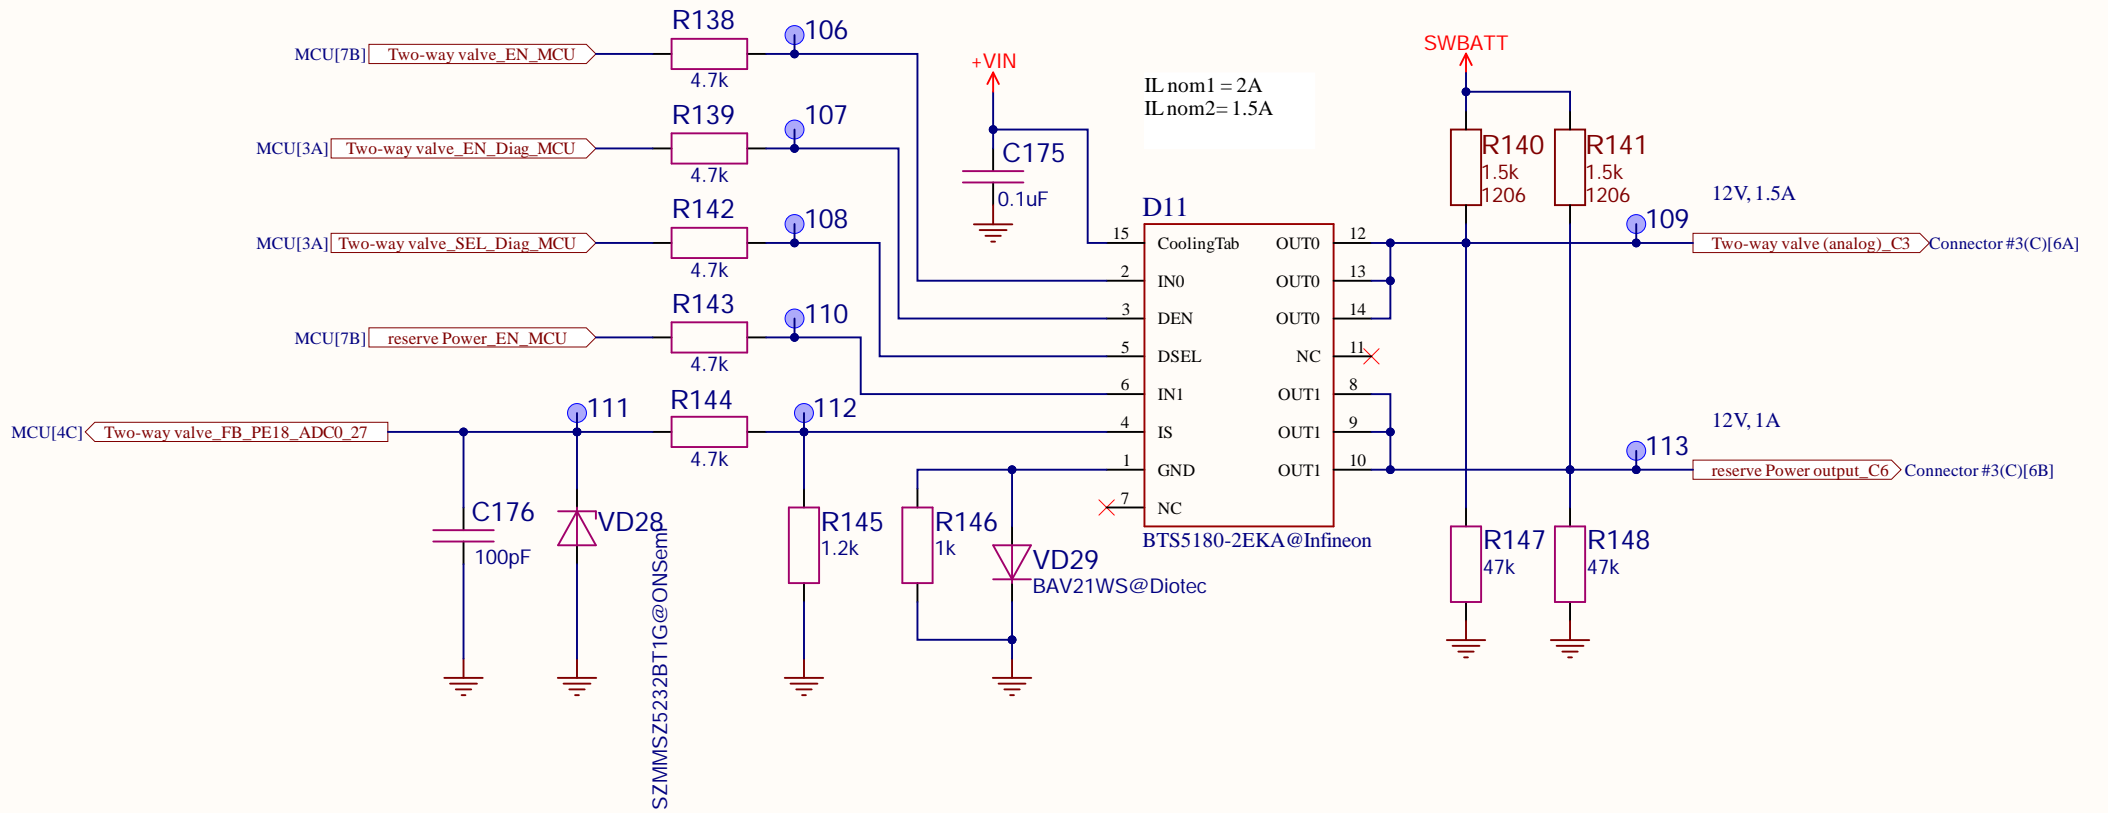 R138
106
MCU[7B] Two-way valve_EN_MCU
4.7k
+VIN
SWBATT
IL nom1 = 2A
IL nom2= 1.5A
R139
107
MCU[3A] Two-way valve_EN_Diag_MCU
4.7k
C175
0.1uF
R140
1.5k
1206
R141
1.5k
1206
12V, 1.5A
R142
108
MCU[3A] Two-way valve_SEL_Diag_MCU
4.7k
D11
109
Two-way valve (analog)_C3 Connector #3(C)[6A]
15 CoolingTab OUT0 12
2 IN0 OUT0 13
3 DEN OUT0 14
5 DSEL NC 11
6 IN1 OUT1 8
4 IS OUT1 9
1 GND OUT1 10
7 NC
BTS5180-2EKA@Infineon
R143
110
MCU[7B] reserve Power_EN_MCU
4.7k
R144
111
112
MCU[4C] Two-way valve_FB_PE18_ADC0_27
4.7k
12V, 1A
113
reserve Power output_C6 Connector #3(C)[6B]
C176
100pF
VD28
SZMMSZ5232BT1G@ONSemi
R145
1.2k
R146
1k
VD29
BAV21WS@Diotec
R147
47k
R148
47k